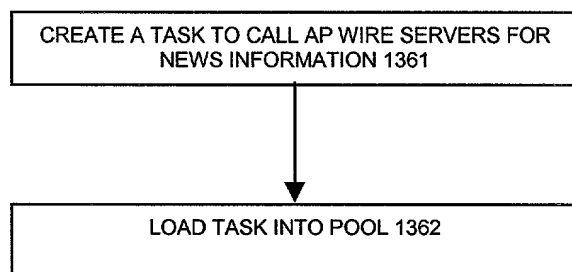 CREATE A TASK TO CALL AP WIRE SERVERS FOR
NEWS INFORMATION 1361
LOAD TASK INTO POOL 1362